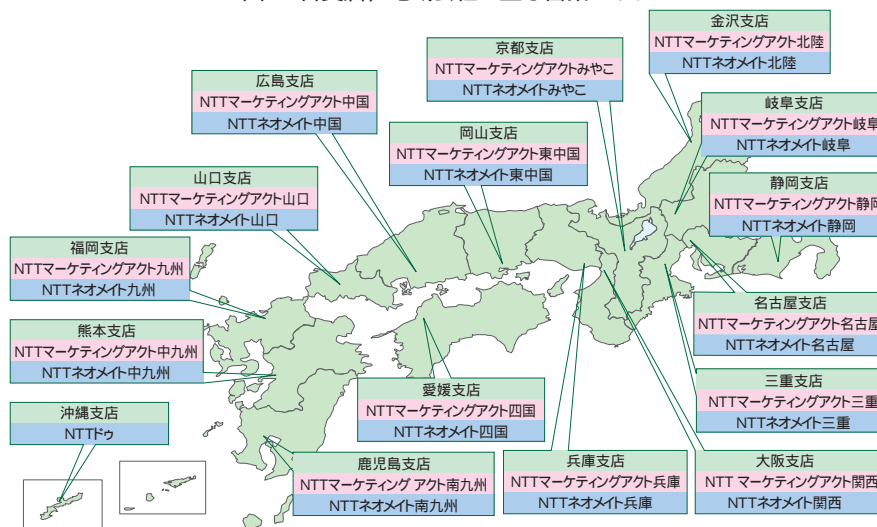 金沢支店
NTTマーケティングアクト北陸
NTTネオメイト北陸
京都支店
NTTマーケティングアクトみやこ
NTTネオメイトみやこ
広島支店
NTTマーケティングアクト中国
NTTネオメイト中国
岐阜支店
NTTマーケティングアクト岐阜
NTTネオメイト岐阜
岡山支店
NTTマーケティングアクト東中国
NTTネオメイト東中国
山口支店
NTTマーケティングアクト山口
NTTネオメイト山口
静岡支店
NTTマーケティングアクト静岡
NTTネオメイト静岡
福岡支店
NTTマーケティングアクト九州
NTTネオメイト九州
名古屋支店
NTTマーケティングアクト名古屋
NTTネオメイト名古屋
熊本支店
NTTマーケティングアクト中九州
NTTネオメイト中九州
三重支店
NTTマーケティングアクト三重
NTTネオメイト三重
愛媛支店
NTTマーケティングアクト四国
NTTネオメイト四国
沖縄支店
NTTドゥ
鹿児島支店
NTTマーケティング アクト南九州
NTTネオメイト南九州
兵庫支店
NTTマーケティングアクト兵庫
NTTネオメイト兵庫
大阪支店
NTT マーケティングアクト関西
NTTネオメイト関西